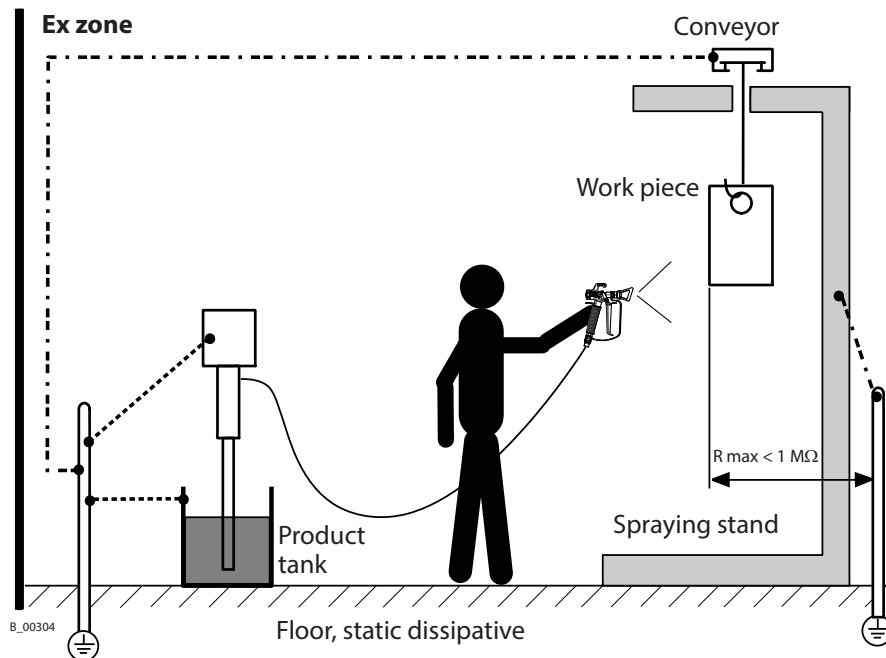 Ex zone
Conveyor
Work piece
R max < 1 MΩ
Spraying stand
Product
tank
B_00304
Floor, static dissipative